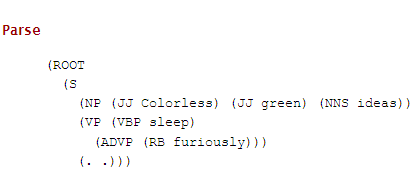 Parse
(ROOT
(S
(NP (JJ Colorless) (JJ green) (NNS ideas))
(VP (VBP sleep)
(ADVP (RB furiously)))
(. .)))